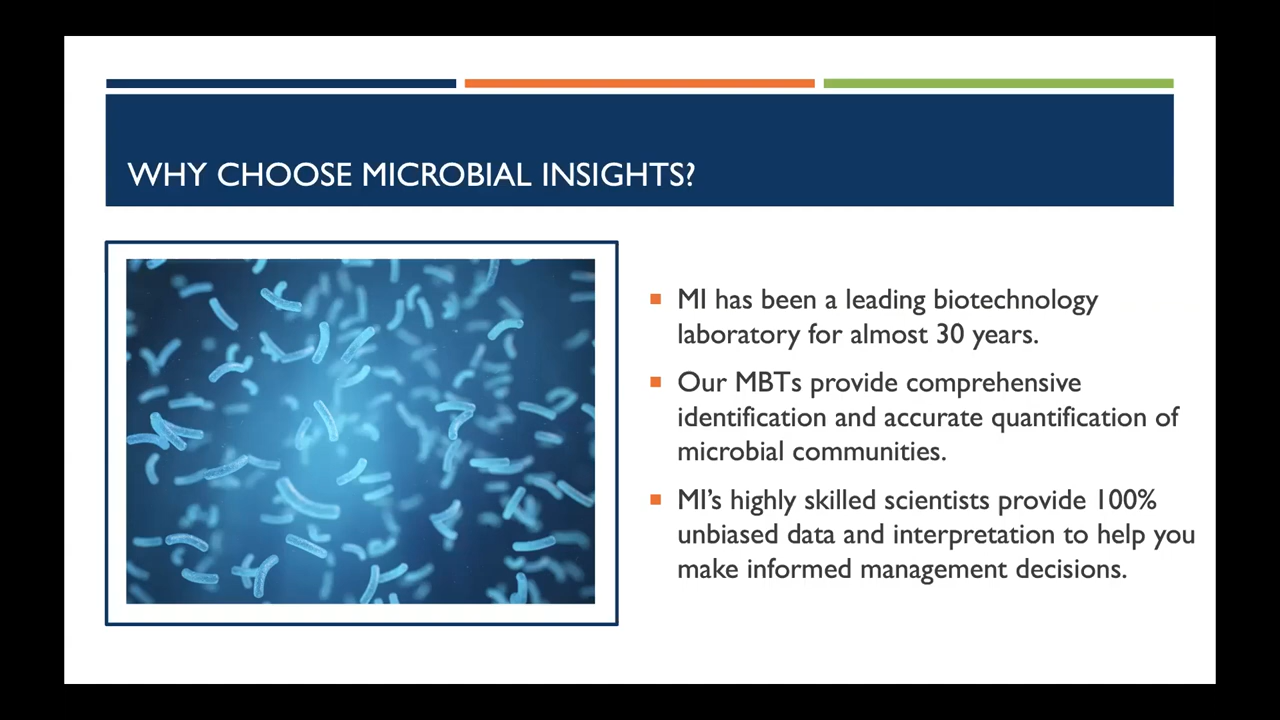 WHY CHOOSE MICROBIAL INSIGHTS?
MI has been a leading biotechnology
laboratory for almost 30 years.
Our MBTs provide comprehensive
identification and accurate quantification of
microbial communities.
MI’s highly skilled scientists provide 100%
unbiased data and interpretation to help you
make informed management decisions.